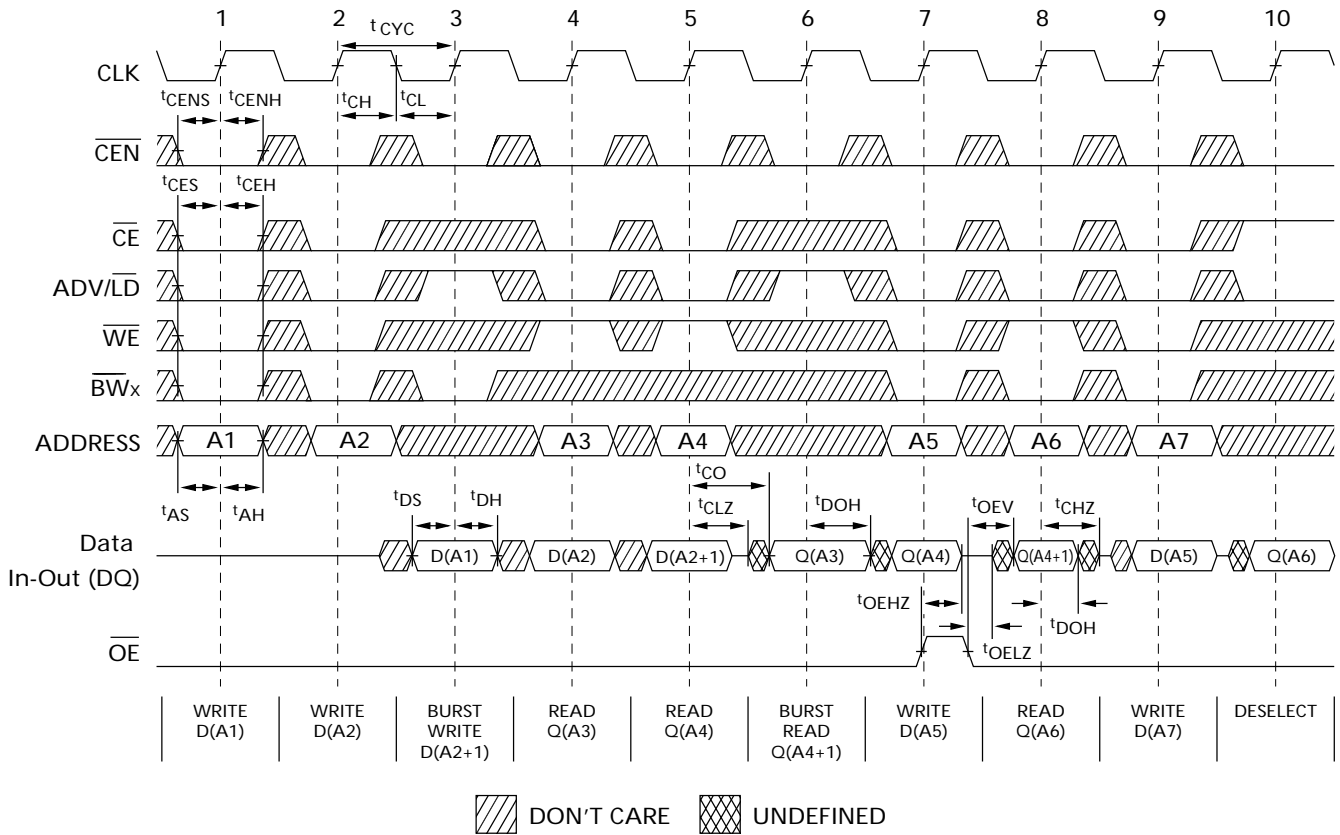 1 2 3 4 5 6 7 8 9 10
tCYC
CLK
tCENS tCENH tCH tCL
CEN
tCES tCEH
CE
ADV/LD
WE
BWx
ADDRESS A1 A2 A3 A4 A5 A6 A7
tCO
tAS tAH tDS tDH tCLZ tDOH tOEV tCHZ
Data
In-Out (DQ) D(A1) D(A2) D(A2+1) Q(A3) Q(A4) Q(A4+1) D(A5) Q(A6)
tOEHZ tDOH
tOELZ
OE
WRITE
D(A1)
WRITE
D(A2)
BURST
WRITE
D(A2+1)
READ
Q(A3)
READ
Q(A4)
BURST
READ
Q(A4+1)
WRITE
D(A5)
READ
Q(A6)
WRITE
D(A7)
DESELECT
DON'T CARE UNDEFINED